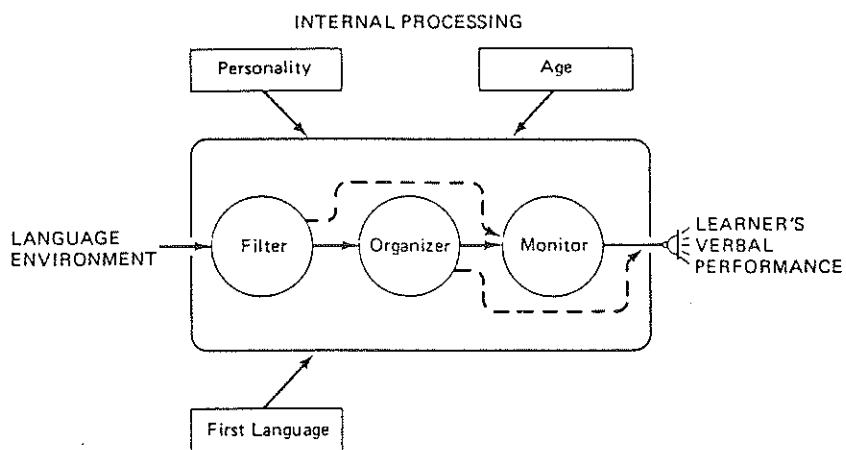 INTERNAL PROCESSING
Personality
Age
LANGUAGE
ENVIRONMENT
Filter
Organizer
Monitor
LEARNER'S
VERBAL
PERFORMANCE
First Language